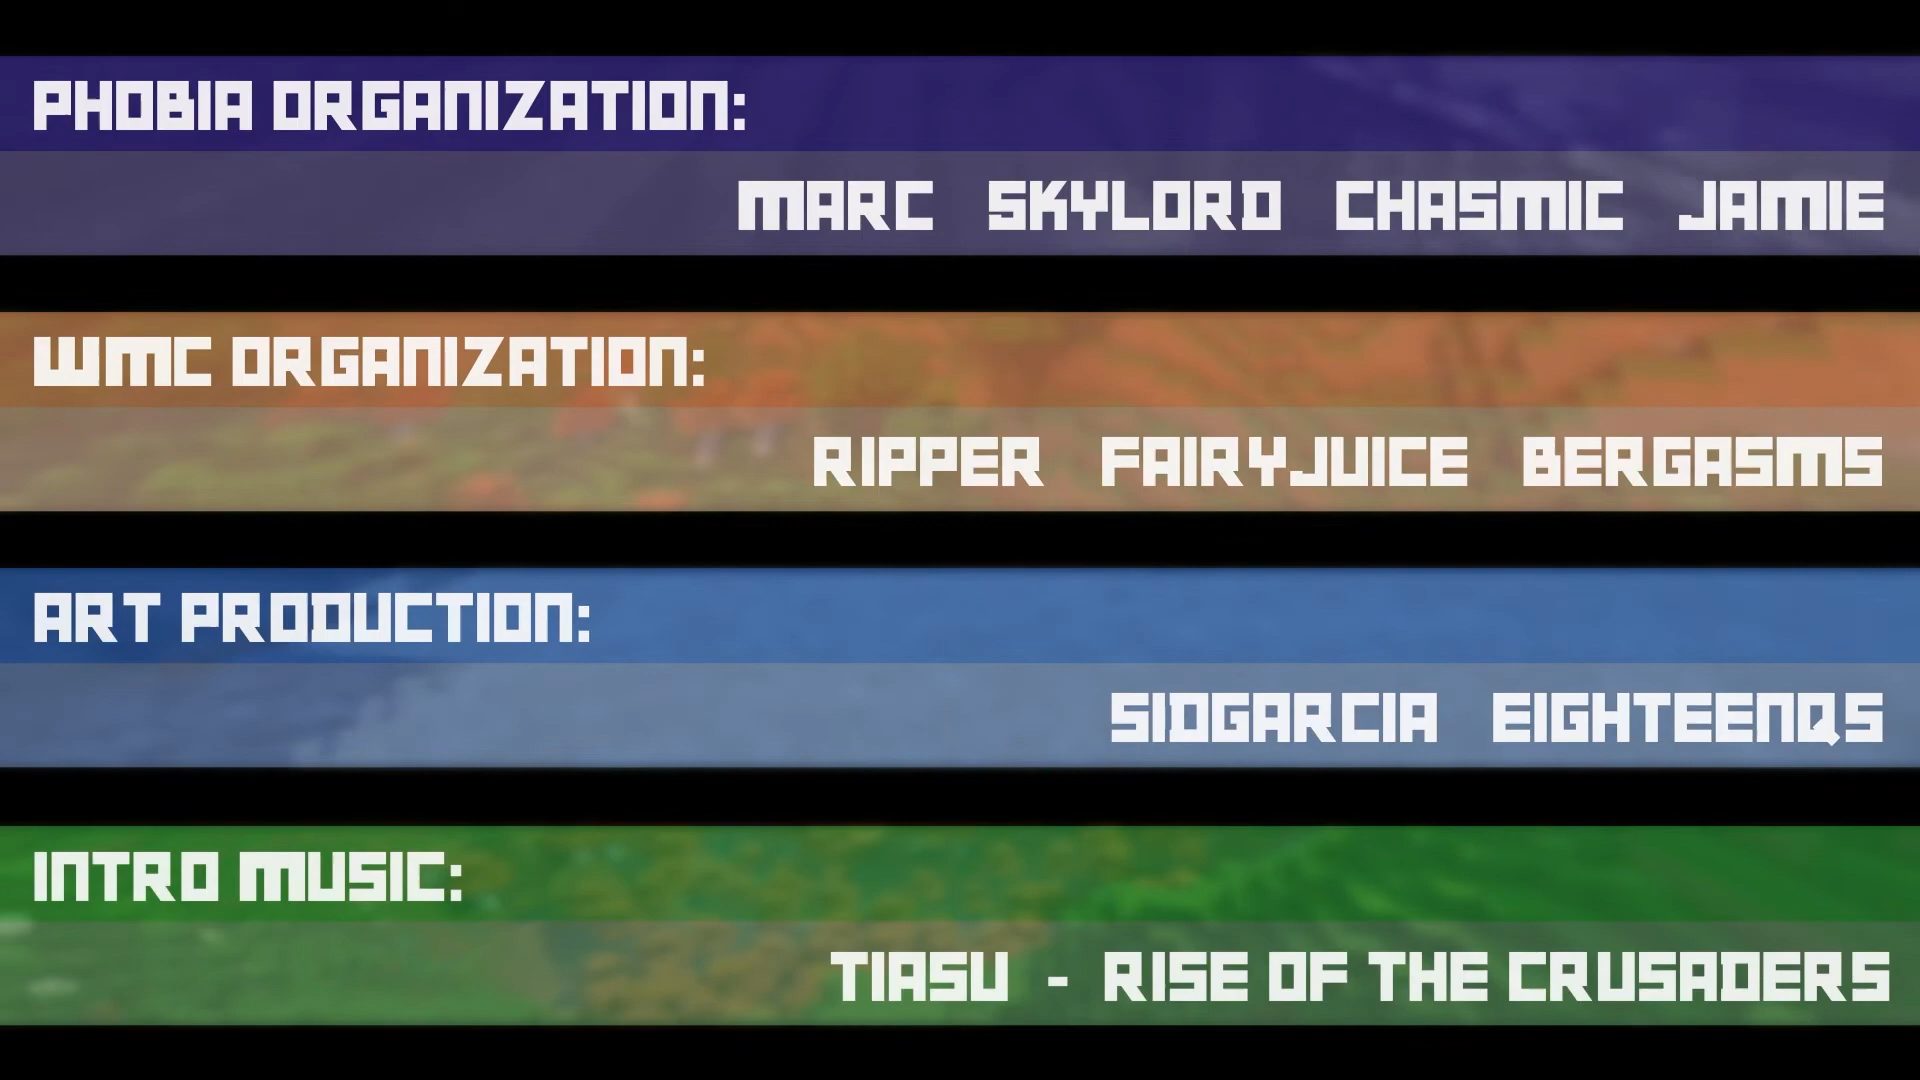 PHOBIA ORGANIZATION:
MARC SKYLORD CHASMIC JAMIE
WMC ORGANIZATION:
RIPPER FAIRYJUICE BERGASMS
ART PRODUCTION:
SIDGARCIA EIGHTEENQS
INTRO MUSIC:
TIASU - RISE OF THE CRUSADERS